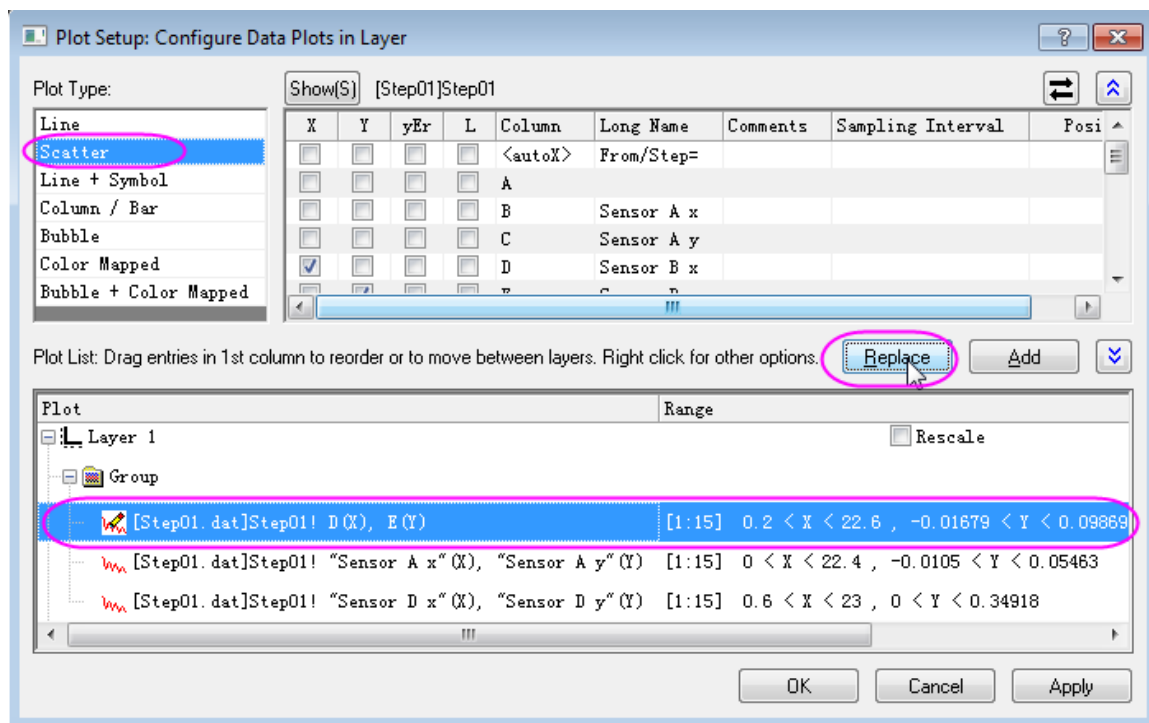 Plot Setup: Configure Data Plots in Layer
Plot Type:
Show(S) [Step01]Step01
Line
Scatter
Line + Symbol
Column / Bar
Bubble
Color Mapped
Bubble + Color Mapped
X Y yEr L Column Long Name Comments Sampling Interval Posi
<autoX> From/Step=
A
B Sensor A x
C Sensor A y
D Sensor B x
Plot List: Drag entries in 1st column to reorder or to move between layers. Right click for other options. Replace Add
Plot Range
Layer 1 Rescale
Group
[Step01.dat]Step01! D(X), E(Y) [1:15] 0.2 < X < 22.6 , -0.01679 < Y < 0.09869
[Step01.dat]Step01! "Sensor A x"(X), "Sensor A y"(Y) [1:15] 0 < X < 22.4 , -0.0105 < Y < 0.05463
[Step01.dat]Step01! "Sensor D x"(X), "Sensor D y"(Y) [1:15] 0.6 < X < 23 , 0 < Y < 0.34918
OK Cancel Apply